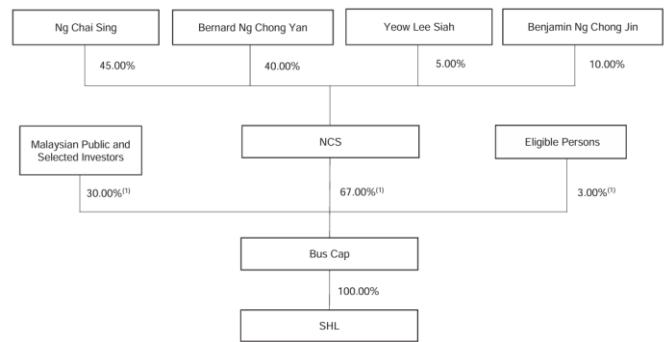 Ng Chai Sing
Bernard Ng Chong Yan
Yeow Lee Siah
Benjamin Ng Chong Jin
45.00%
40.00%
5.00%
10.00%
Malaysian Public and
Selected Investors
NCS
Eligible Persons
30.00%(1)
67.00%(1)
3.00%(1)
Bus Cap
100.00%
SHL